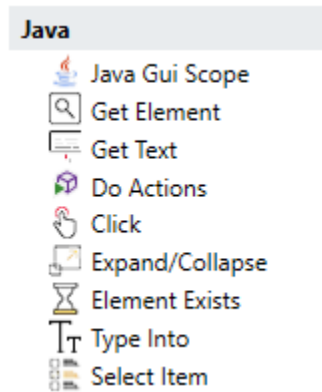 Java
Java Gui Scope
Get Element
Get Text
Do Actions
Click
Expand/Collapse
Element Exists
Type Into
Select Item